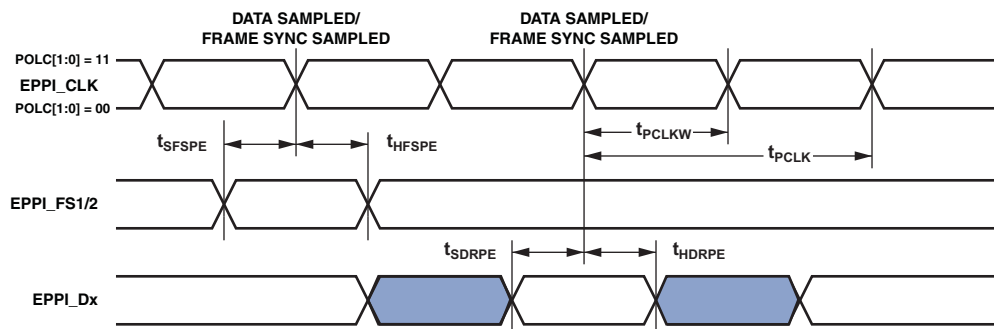 DATA SAMPLED/
FRAME SYNC SAMPLED
DATA SAMPLED/
FRAME SYNC SAMPLED
POLC[1:0] = 11
EPPI_CLK
POLC[1:0] = 00
tSFSPE
tHFSPE
tPCLKW
tPCLK
EPPI_FS1/2
tSDRPE
tHDRPE
EPPI_Dx